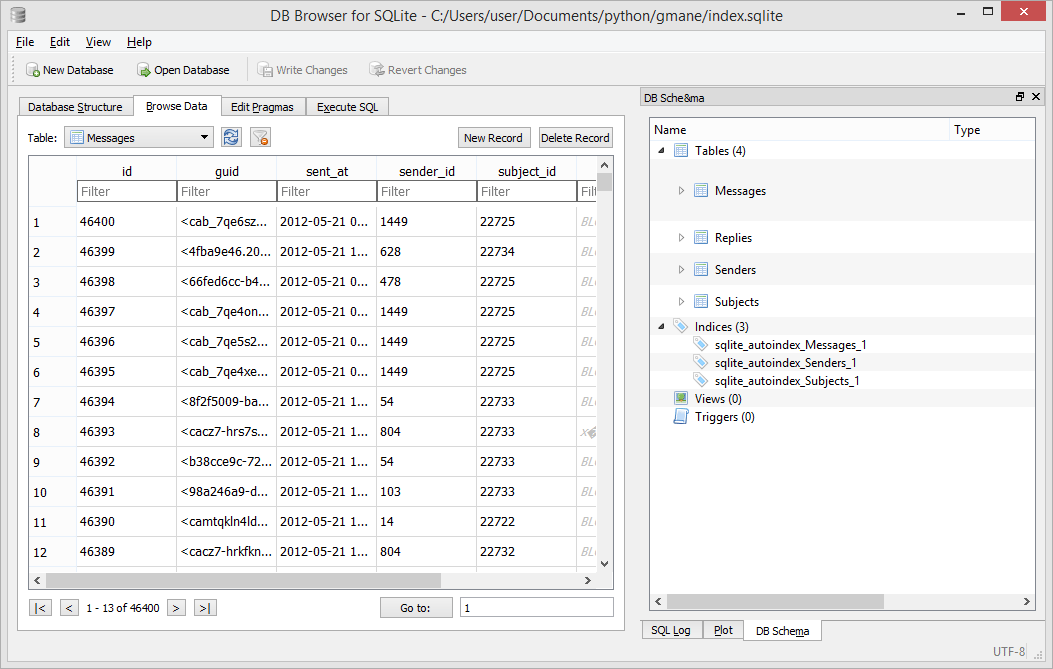 DB Browser for SQLite - C:/Users/user/Documents/python/gmane/index.sqlite
File Edit View Help
New Database Open Database Write Changes Revert Changes
Database Structure Browse Data Edit Pragmas Execute SQL
Table: Messages New Record Delete Record
id guid sent_at sender_id subject_id
Filter Filter Filter Filter Filter Filt
1 46400 <cab_7qe6sz... 2012-05-21 0... 1449 22725 BL
2 46399 <4fba9e46.20... 2012-05-21 1... 628 22734 BL
3 46398 <66fed6cc-b4... 2012-05-21 1... 478 22725 BL
4 46397 <cab_7qe4on... 2012-05-21 1... 1449 22725 BL
5 46396 <cab_7qe5s2... 2012-05-21 1... 1449 22725 BL
6 46395 <cab_7qe4xe... 2012-05-21 1... 1449 22725 BL
7 46394 <8f2f5009-ba... 2012-05-21 1... 54 22733 BL
8 46393 <cacz7-hrs7s... 2012-05-21 1... 804 22733 x�
9 46392 <b38cce9c-72... 2012-05-21 1... 54 22733 BL
10 46391 <98a246a9-d... 2012-05-21 1... 103 22733 BL
11 46390 <camtqkln4ld... 2012-05-21 1... 14 22722 BL
12 46389 <cacz7-hrkfkn... 2012-05-21 1... 804 22732 BL
|< < 1 - 13 of 46400 > >| Go to: 1
DB Sche&ma
Name Type
Tables (4)
Messages
Replies
Senders
Subjects
Indices (3)
sqlite_autoindex_Messages_1
sqlite_autoindex_Senders_1
sqlite_autoindex_Subjects_1
Views (0)
Triggers (0)
SQL Log Plot DB Schema
UTF-8